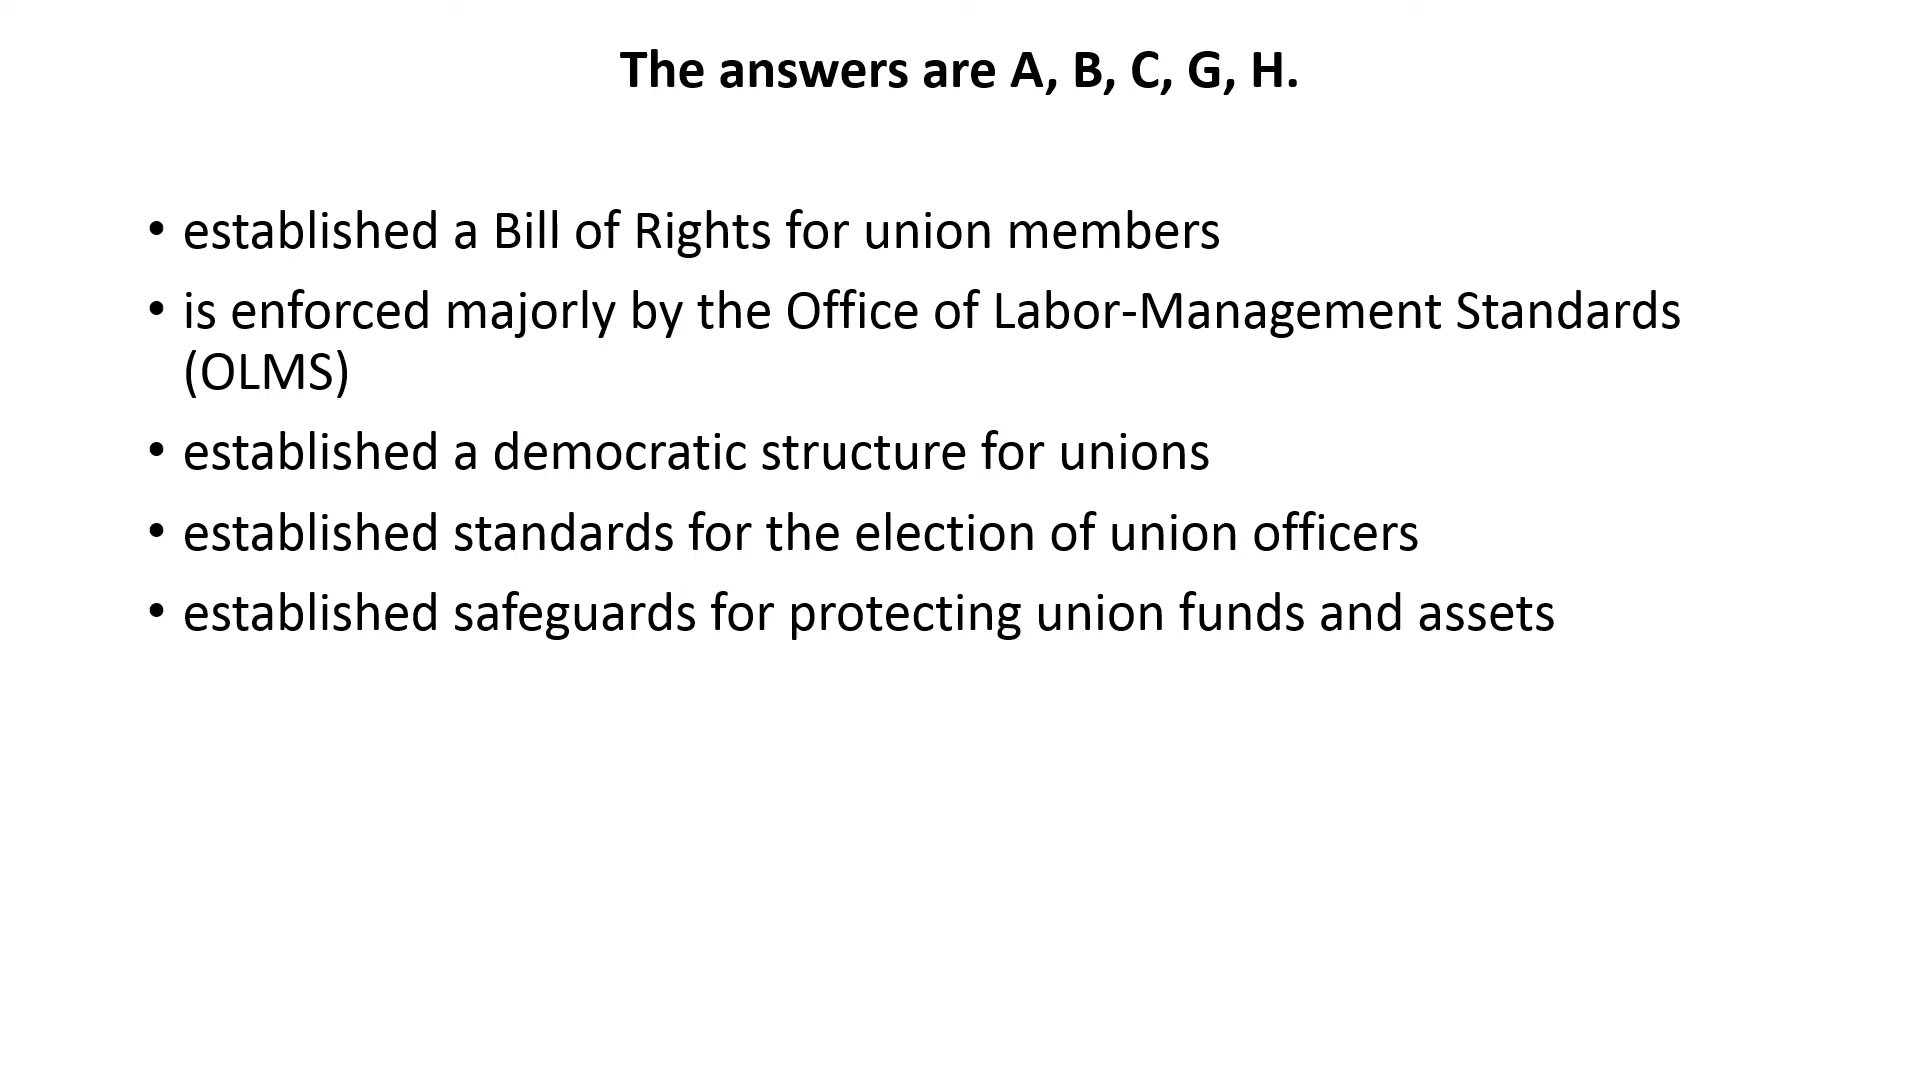 The answers are A, B, C, G, H.
• established a Bill of Rights for union members
• is enforced majorly by the Office of Labor-Management Standards
(OLMS)
• established a democratic structure for unions
• established standards for the election of union officers
• established safeguards for protecting union funds and assets